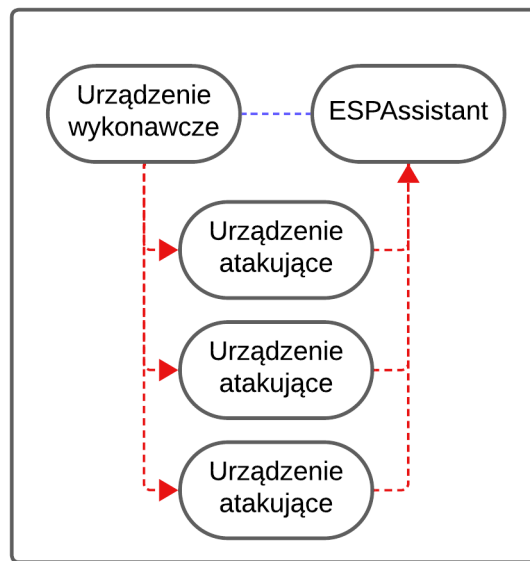 Urządzenie
wykonawcze
ESPAssistant
Urządzenie
atakujące
Urządzenie
atakujące
Urządzenie
atakujące